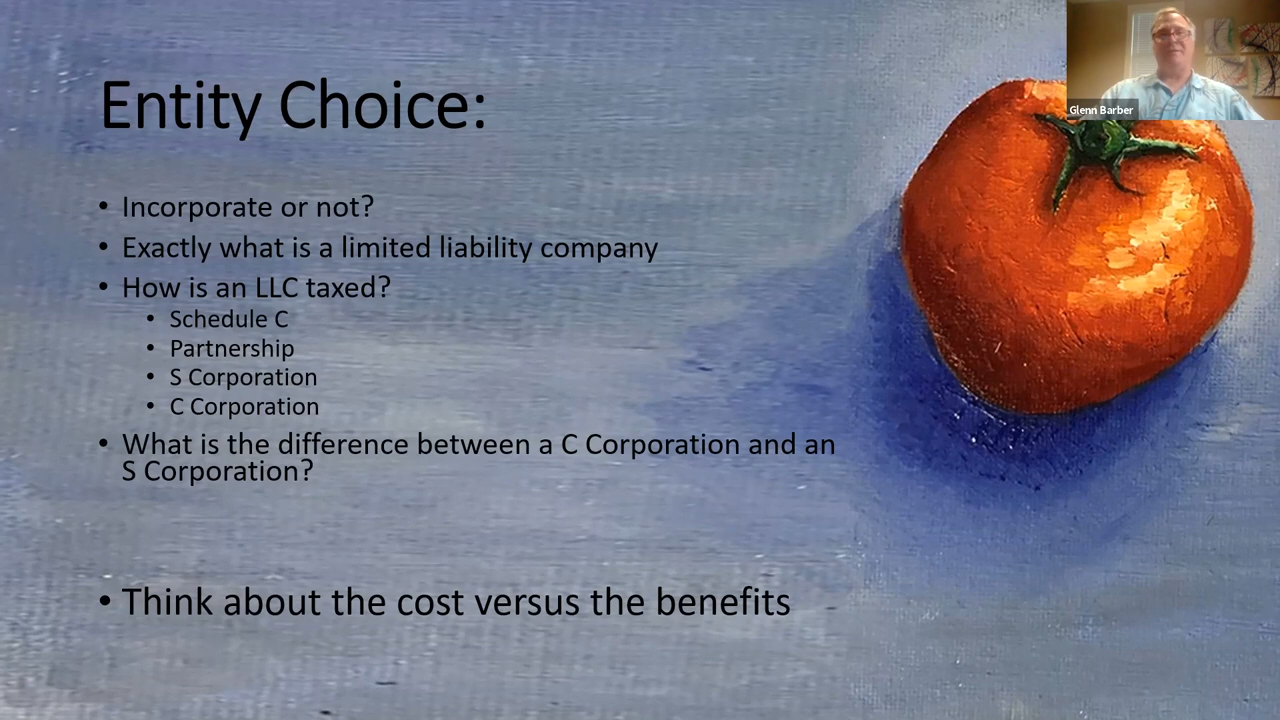 Entity Choice:
Glenn Barber
• Incorporate or not?
• Exactly what is a limited liability company
• How is an LLC taxed?
• Schedule C
• Partnership
• S Corporation
• C Corporation
• What is the difference between a C Corporation and an
S Corporation?
• Think about the cost versus the benefits